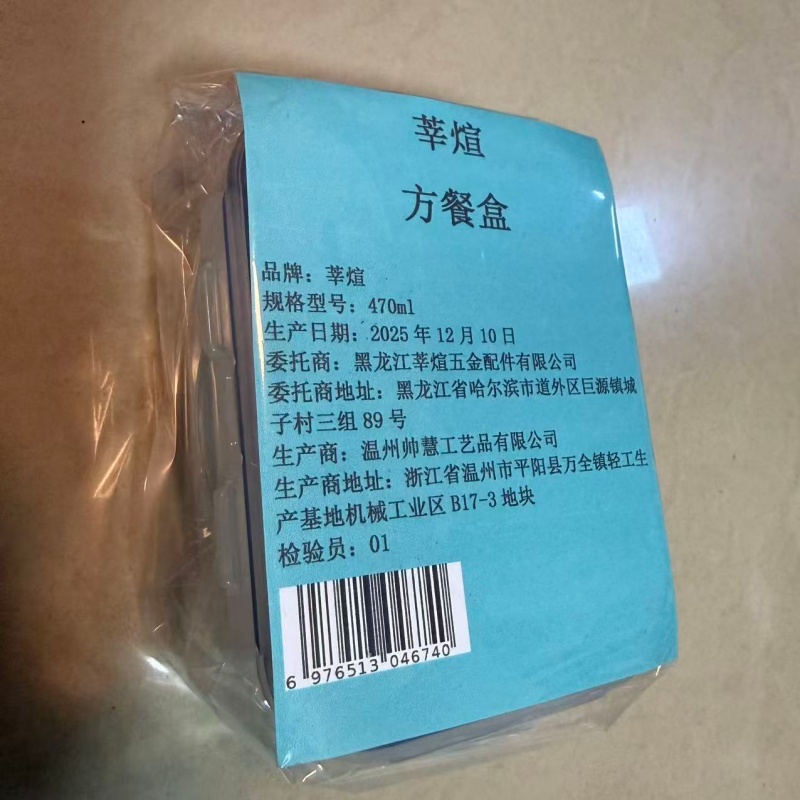 莘煊
方餐盒
品牌：莘煊
规格型号：470ml
生产日期：2025年12月10日
委托商：黑龙江莘煊五金配件有限公司
委托商地址：黑龙江省哈尔滨市道外区巨源镇城
子村三组89号
生产商：温州帅慧工艺品有限公司
生产商地址：浙江省温州市平阳县万全镇轻工生
产基地机械工业区B17-3地块
检验员：01
6 976513 046740